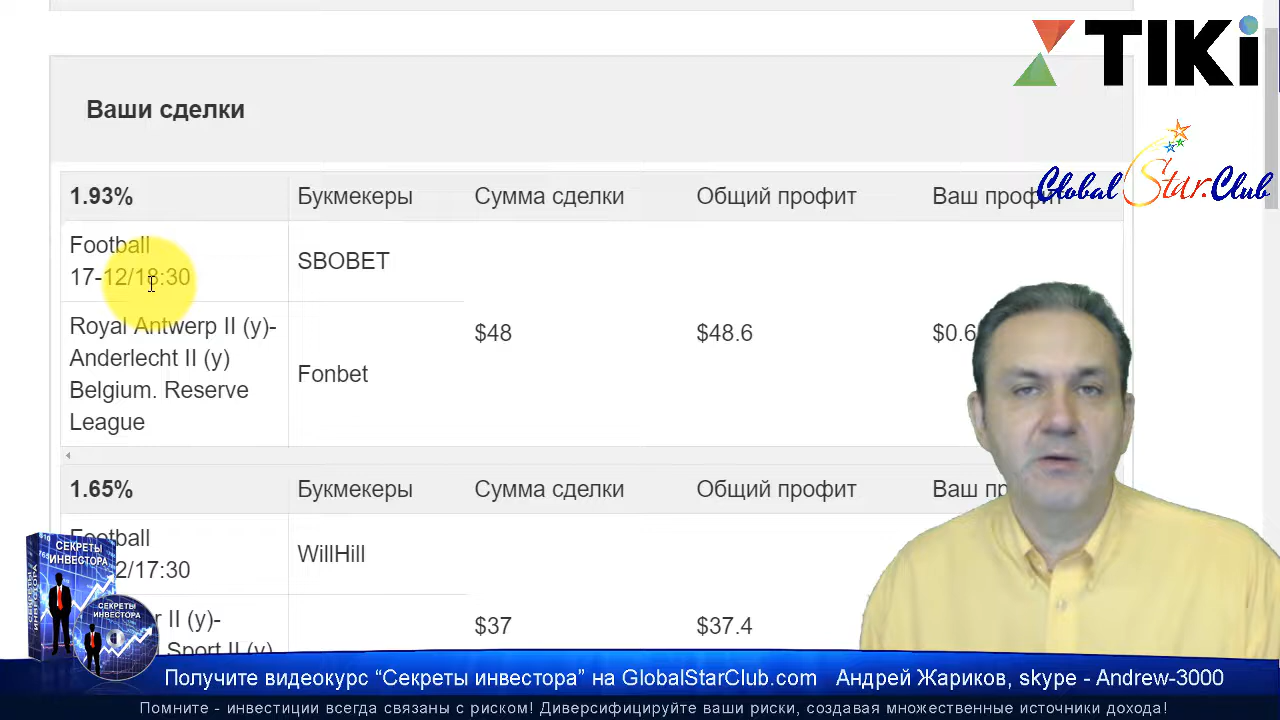 TIKi
Global Star.Club
Ваши сделки
1.93% Букмекеры Сумма сделки Общий профит Ваш профит
Football
17-12/18:30
SBOBET
Royal Antwerp II (y)-
Anderlecht II (y)
Belgium. Reserve
League
Fonbet
$48 $48.6 $0.6
1.65% Букмекеры Сумма сделки Общий профит Ваш
Football
2/17:30
WillHill
II (y)-
Sport II (y)
$37 $37.4
СЕКРЕТЫ
ИНВЕСТОРА
СЕКРЕТЫ
ИНВЕСТОРА
Получите видеокурс “Секреты инвестора” на GlobalStarClub.com Андрей Жариков, skype - Andrew-3000
Помните - инвестиции всегда связаны с риском! Диверсифицируйте ваши риски, создавая множественные источники дохода!